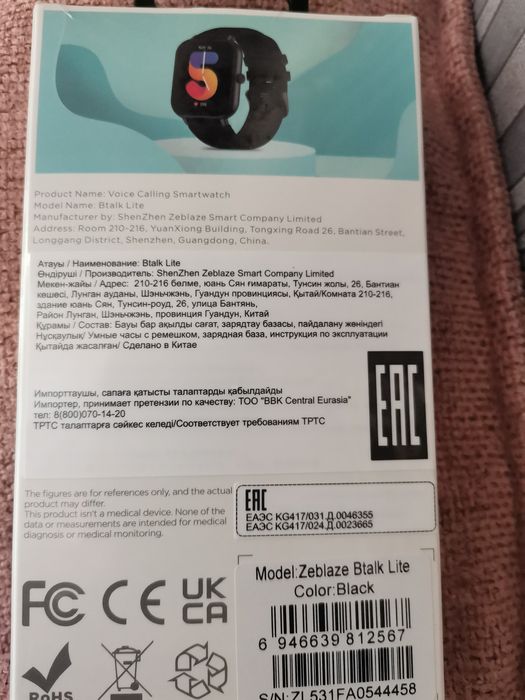 Product Name: Voice Calling Smartwatch
Model Name: Btalk Lite
Manufacturer by: ShenZhen Zeblaze Smart Company Limited
Address: Room 210-216, YuanXiong Building, Tongxing Road 26, Bantian Street,
Longgang District, Shenzhen, Guangdong, China.
Атауы / Наименование: Btalk Lite
Өндіруші / Производитель: ShenZhen Zeblaze Smart Company Limited
Мекен-жайы / Адрес: 210-216 бөлме, юань Сян ғимараты, Тунсин жолы, 26, Бантиан
көшесі, Лунган ауданы, Шэньчжэнь, Гуандун провинциясы, Қытай/Комната 210-216,
здание юань Сян, Тунсин-роуд, 26, улица Бантянь,
Район Лунган, Шэньчжэнь, провинция Гуандун, Китай
Құрамы / Состав: Бауы бар ақылды сағат, зарядтау базасы, пайдалану жөніндегі
Нұсқаулық/ Умные часы с ремешком, зарядная база, инструкция по эксплуатации
Қытайда жасалған/ Сделано в Китае
Импорттаушы, сапаға қатысты талаптарды қабылдайды
Импортер, принимает претензии по качеству: ТОО "BBK Central Eurasia"
тел: 8(800)070-14-20
ТРТС талаптарға сәйкес келеді/Соответствует требованиям ТРТС
EAC
The figures are for references only, and the actual
product may differ.
This product isn't a medical device. None of the
data or measurements are intended for medical
diagnosis or medical monitoring.
EAC
ЕАЭС KG417/031.Д.0046355
ЕАЭС KG417/024.Д.0023665
FC CE UK
CA
RoHS
Model:Zeblaze Btalk Lite
Color:Black
6 946639 812567
S/N:ZL531FA0544458